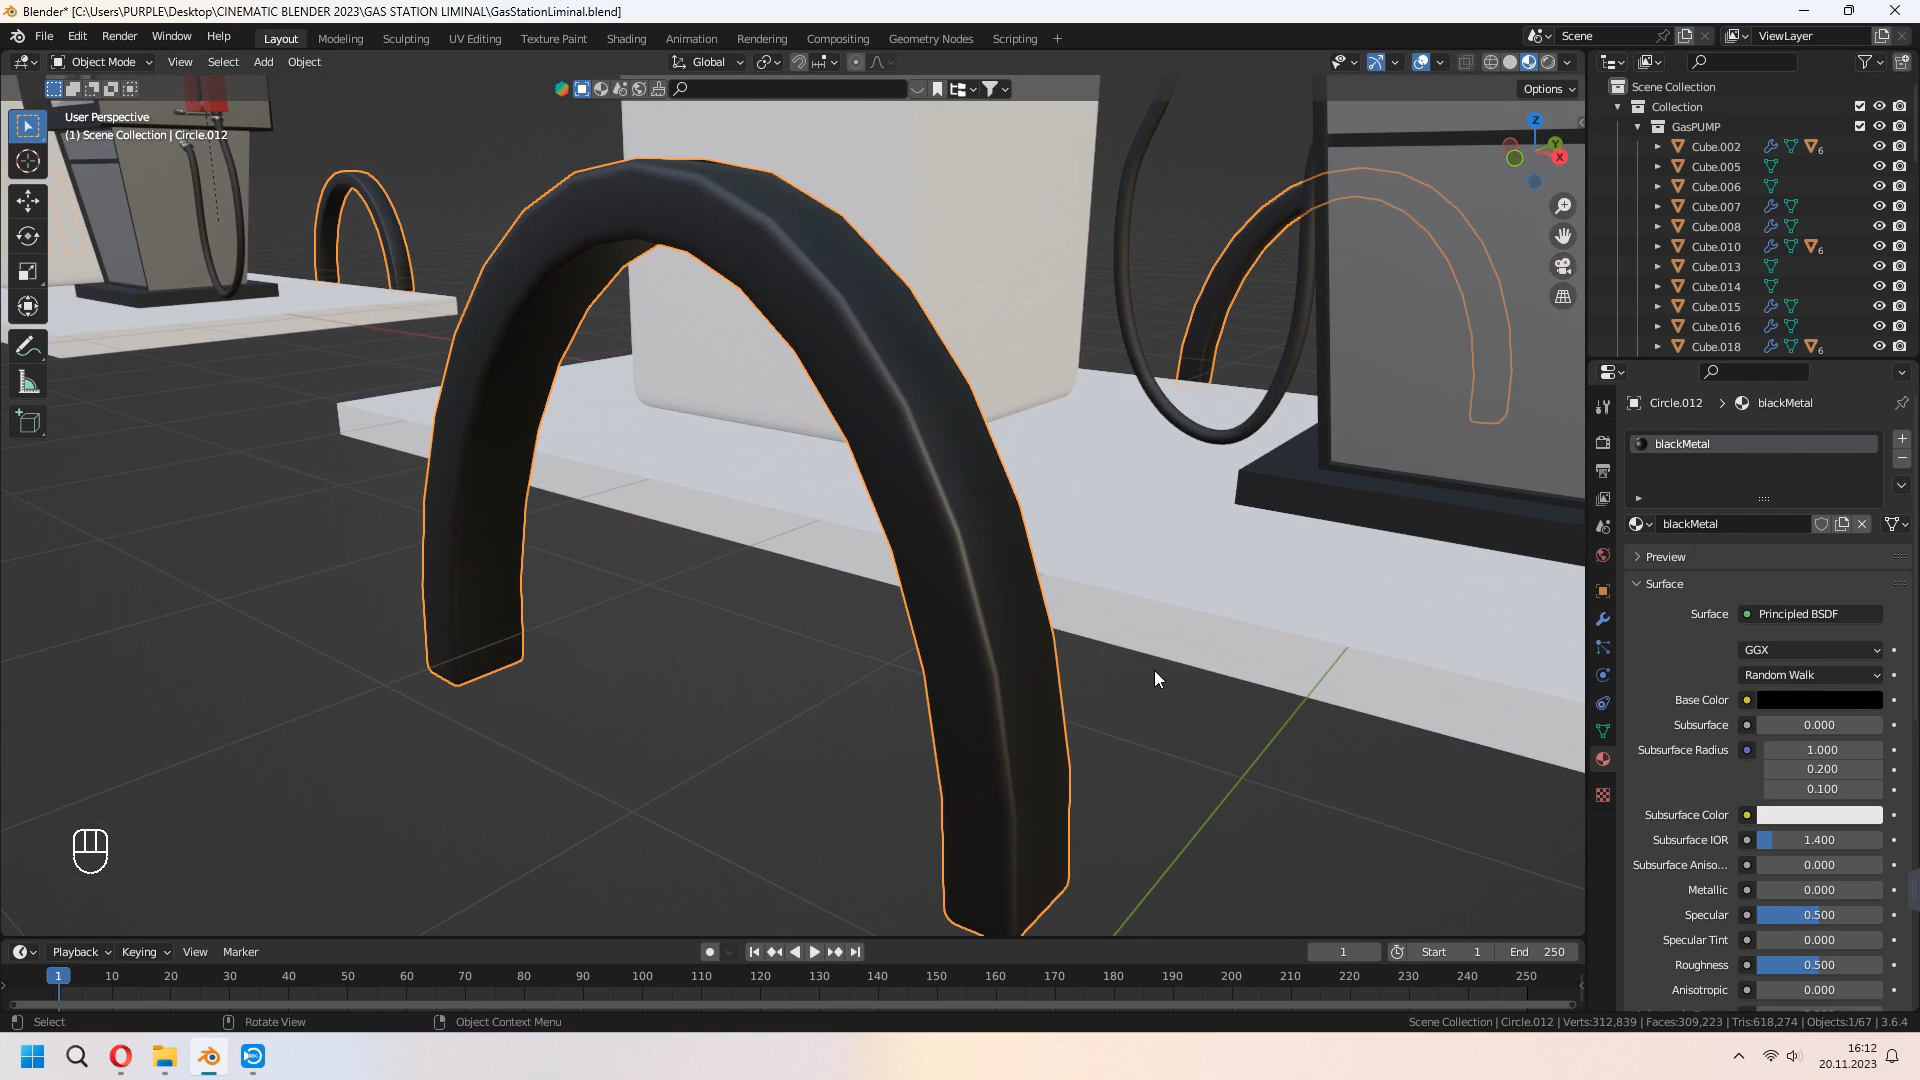 Blender* [C:\Users\PURPLE\Desktop\CINEMATIC BLENDER 2023\GAS STATION LIMINAL\GasStationLiminal.blend]
File Edit Render Window Help Layout Modeling Sculpting UV Editing Texture Paint Shading Animation Rendering Compositing Geometry Nodes Scripting + Scene ViewLayer
Object Mode View Select Add Object Global
Options
User Perspective
(1) Scene Collection | Circle.012
Z
Y
X
Scene Collection
Collection
GasPUMP
Cube.002 6
Cube.005
Cube.006
Cube.007
Cube.008
Cube.010 6
Cube.013
Cube.014
Cube.015
Cube.016
Cube.018 6
Circle.012 > blackMetal
blackMetal
blackMetal
Preview
Surface
Surface Principled BSDF
GGX
Random Walk
Base Color
Subsurface 0.000
Subsurface Radius 1.000
0.200
0.100
Subsurface Color
Subsurface IOR 1.400
Subsurface Aniso... 0.000
Metallic 0.000
Specular 0.500
Specular Tint 0.000
Roughness 0.500
Anisotropic 0.000
Playback Keying View Marker 1 Start 1 End 250
1 10 20 30 40 50 60 70 80 90 100 110 120 130 140 150 160 170 180 190 200 210 220 230 240 250
Select Rotate View Object Context Menu Scene Collection | Circle.012 | Verts:312,839 | Faces:309,223 | Tris:618,274 | Objects:1/67 | 3.6.4
16:12
20.11.2023